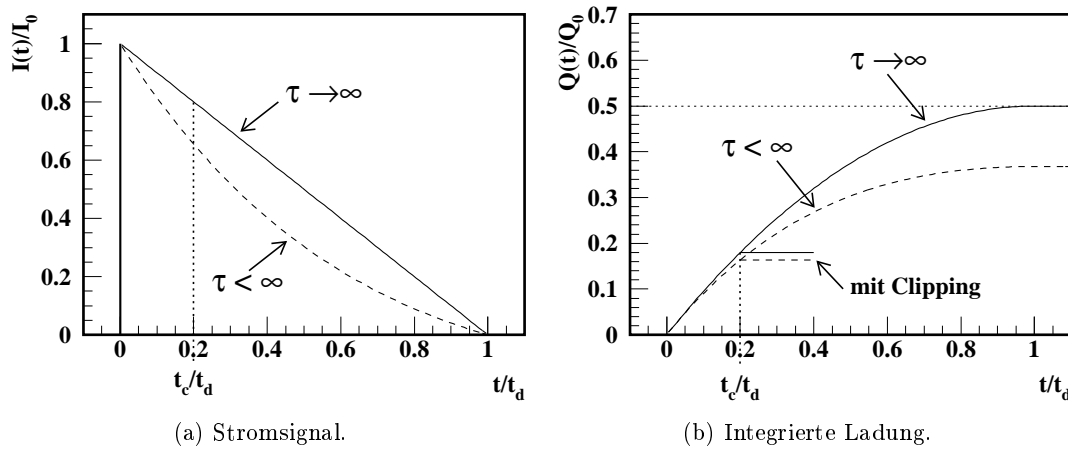 I(t)/I₀
1
0.8
0.6
0.4
0.2
0
τ →∞
τ < ∞
0 0.2 0.4 0.6 0.8 1
t_c/t_d t/t_d
(a) Stromsignal.
Q(t)/Q₀
0.7
0.6
0.5
0.4
0.3
0.2
0.1
0
τ →∞
τ < ∞
mit Clipping
0 0.2 0.4 0.6 0.8 1
t_c/t_d t/t_d
(b) Integrierte Ladung.